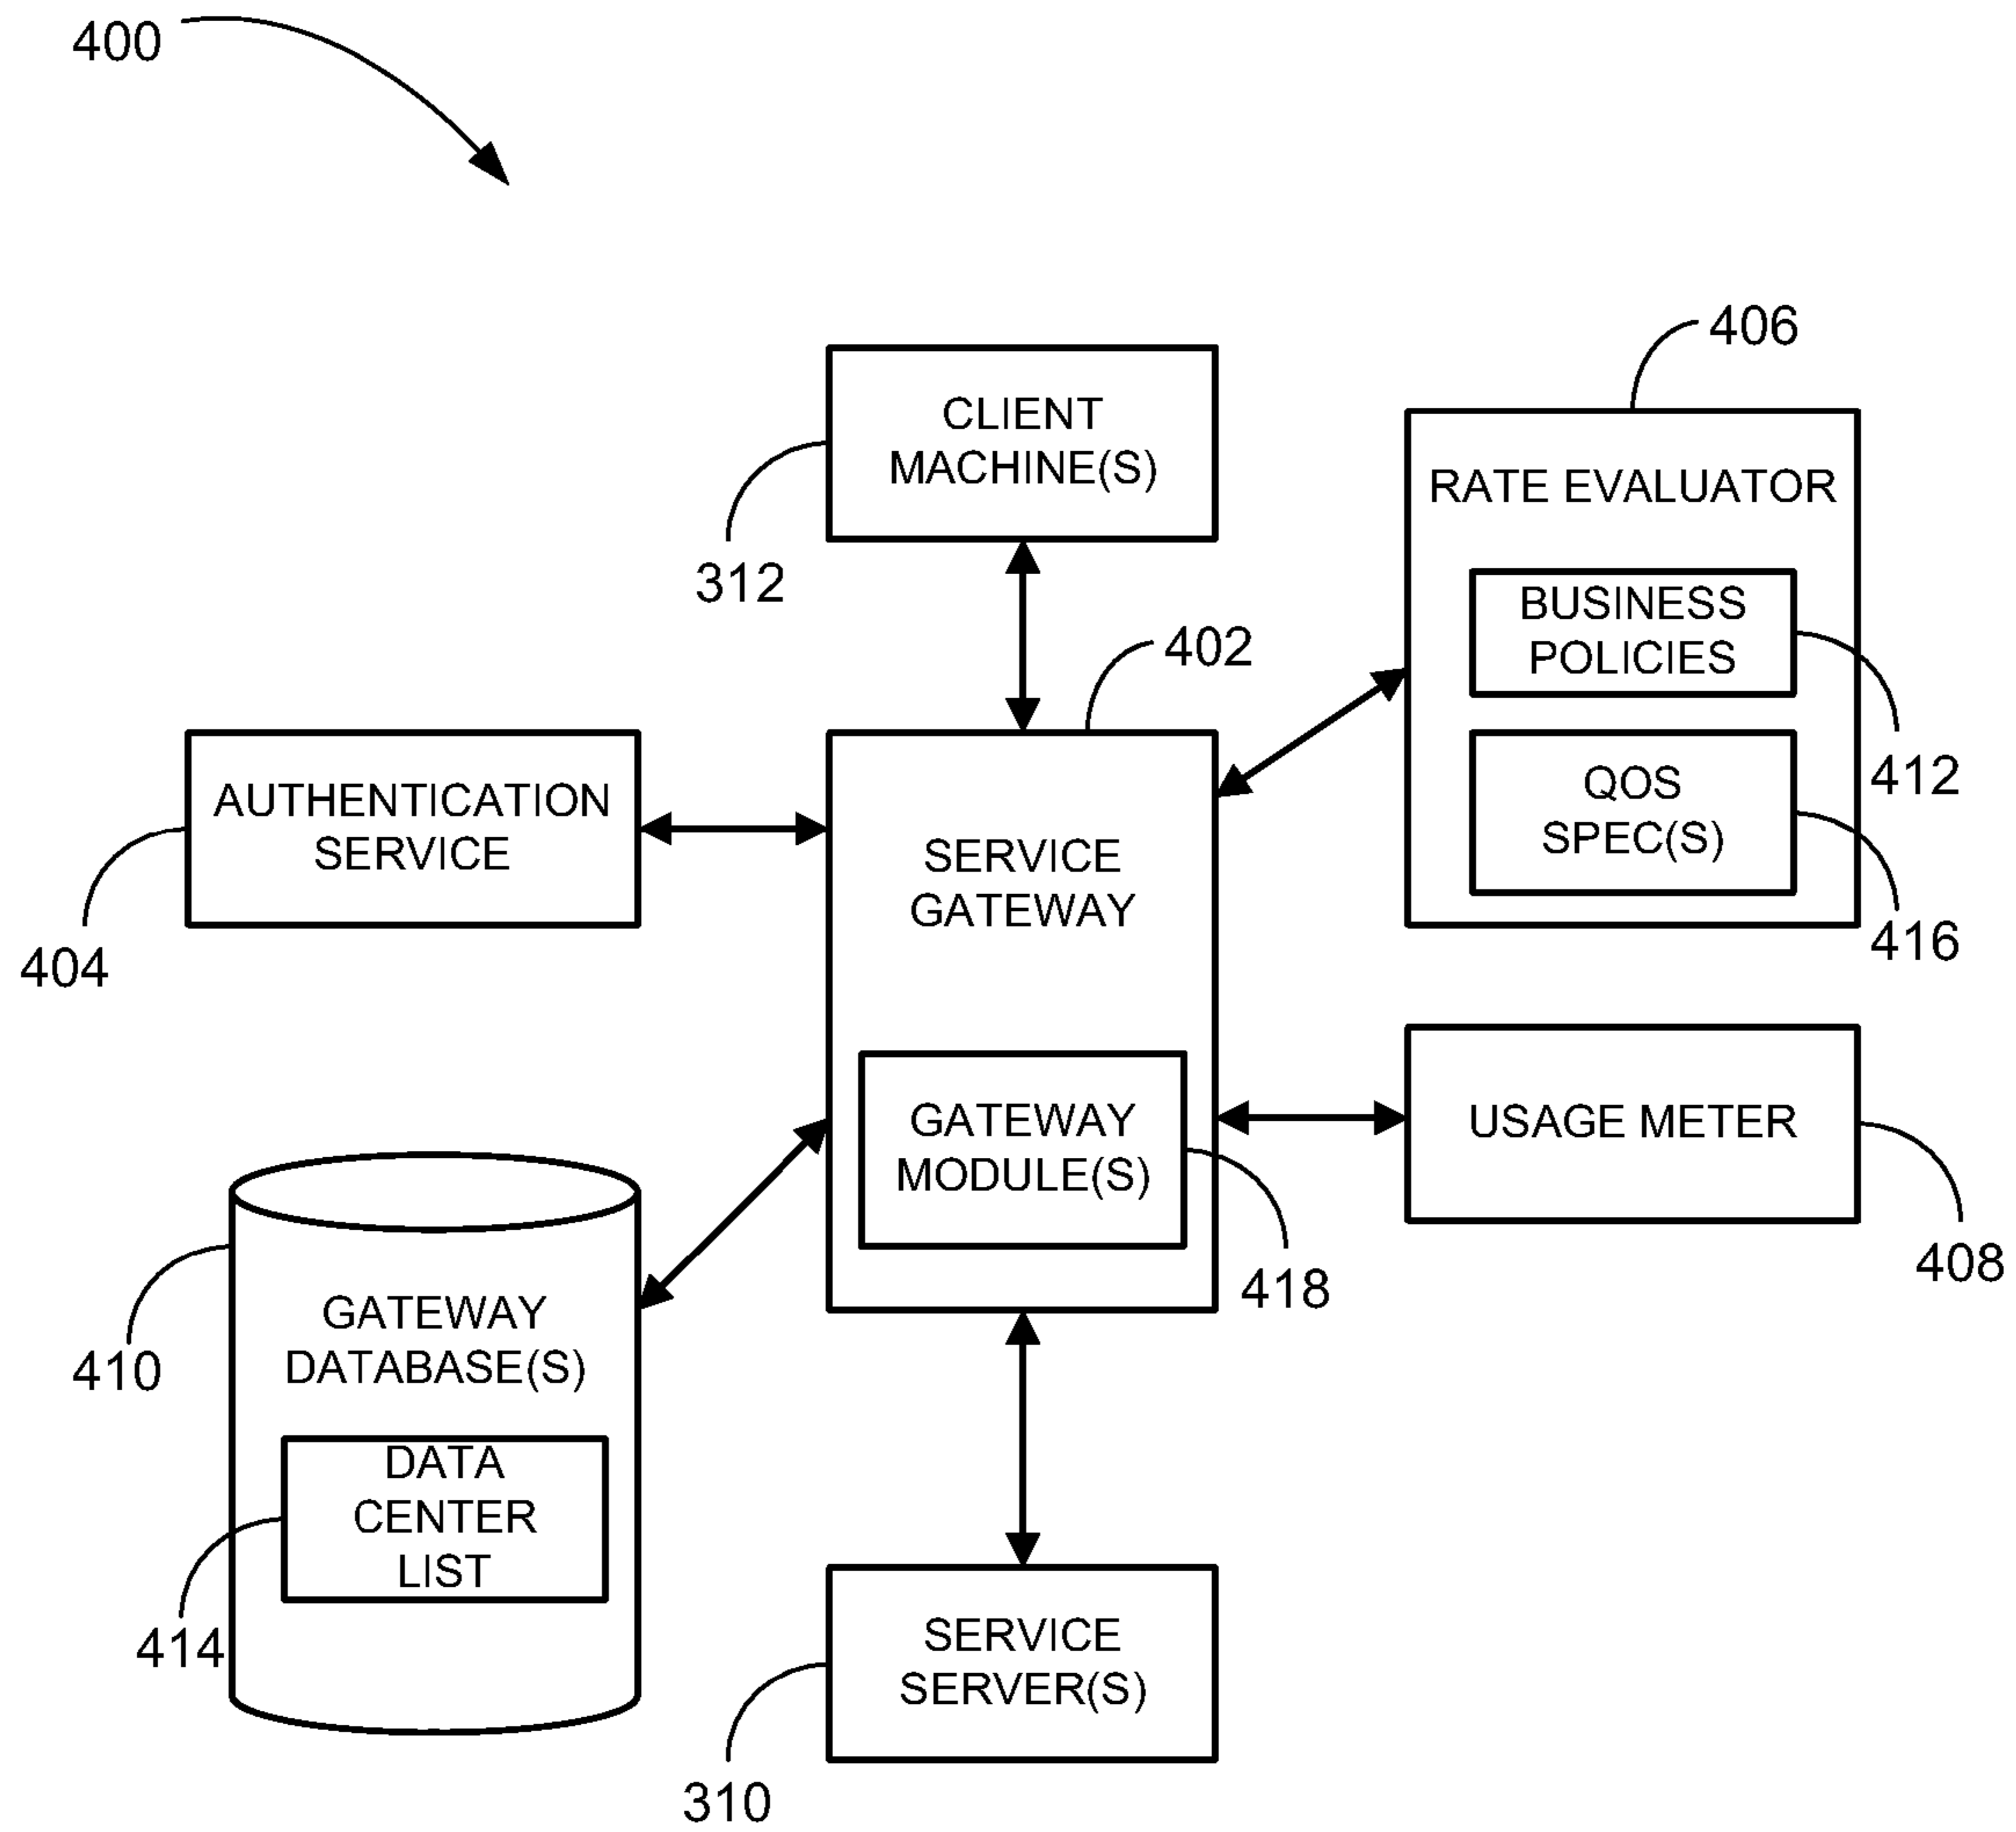 400
406
CLIENT
MACHINE(S)
RATE EVALUATOR
312
BUSINESS
POLICIES
402
412
AUTHENTICATION
SERVICE
QOS
SPEC(S)
SERVICE
GATEWAY
404
416
GATEWAY
MODULE(S)
USAGE METER
418
408
GATEWAY
DATABASE(S)
410
DATA
CENTER
LIST
414
SERVICE
SERVER(S)
310